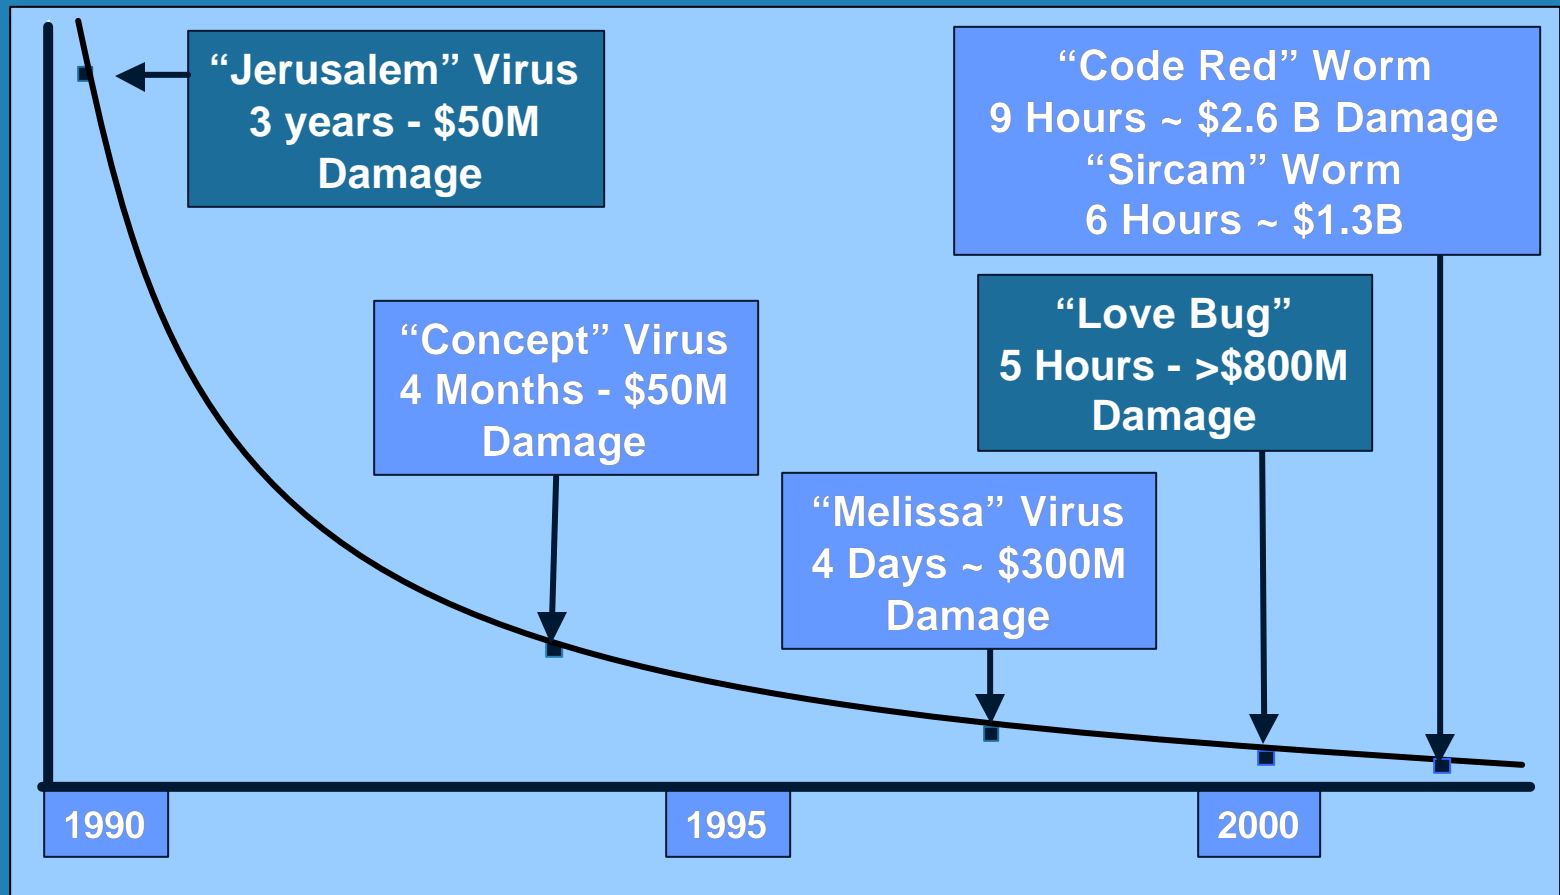 “Jerusalem” Virus
3 years - $50M
Damage
“Code Red” Worm
9 Hours ~ $2.6 B Damage
“Sircam” Worm
6 Hours ~ $1.3B
“Concept” Virus
4 Months - $50M
Damage
“Love Bug”
5 Hours - >$800M
Damage
“Melissa” Virus
4 Days ~ $300M
Damage
1990
1995
2000